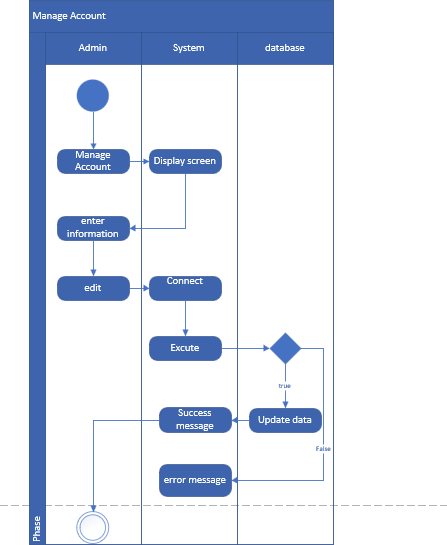 Manage Account
Admin
System
database
Manage
Account
Display screen
enter
information
edit
Connect
Excute
true
Success
message
Update data
False
error message
Phase